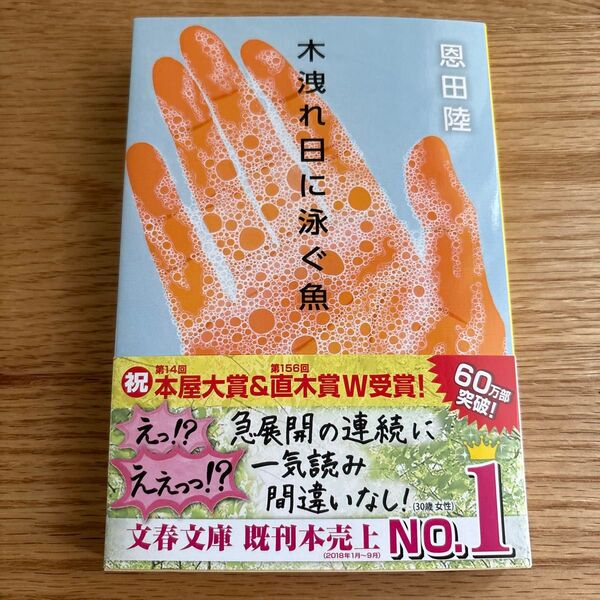 恩田陸
木洩れ日に泳ぐ魚
祝 第14回 第156回
本屋大賞&直木賞W受賞!
60万部
突破!
えっ!?
ええっっ!?
急展開の連続に
一気読み
間違いなし!(30歳 女性)
文春文庫 既刊本売上 NO.1
(2018年1月〜9月)